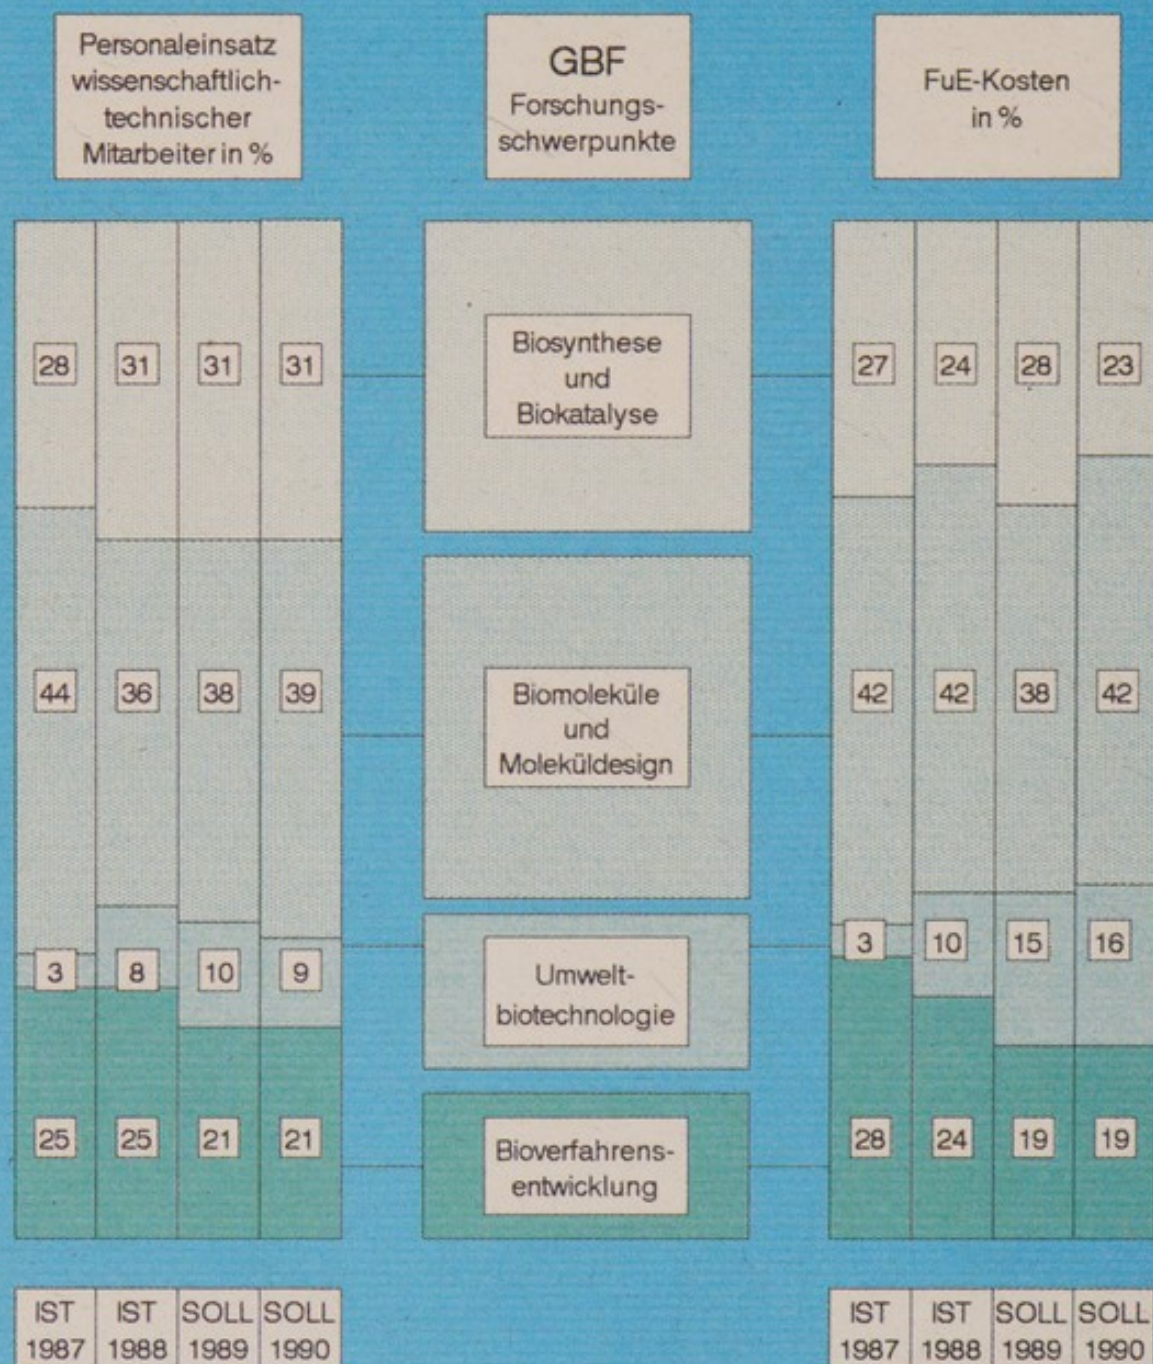 Personaleinsatz
wissenschaftlich-
technischer
Mitarbeiter in %
GBF
Forschungs-
schwerpunkte
FuE-Kosten
in %
28 31 31 31
Biosynthese
und
Biokatalyse
27 24 28 23
44 36 38 39
Biomoleküle
und
Moleküldesign
42 42 38 42
3 8 10 9
Umwelt-
biotechnologie
3 10 15 16
25 25 21 21
Bioverfahrens-
entwicklung
28 24 19 19
IST IST SOLL SOLL
1987 1988 1989 1990
IST IST SOLL SOLL
1987 1988 1989 1990